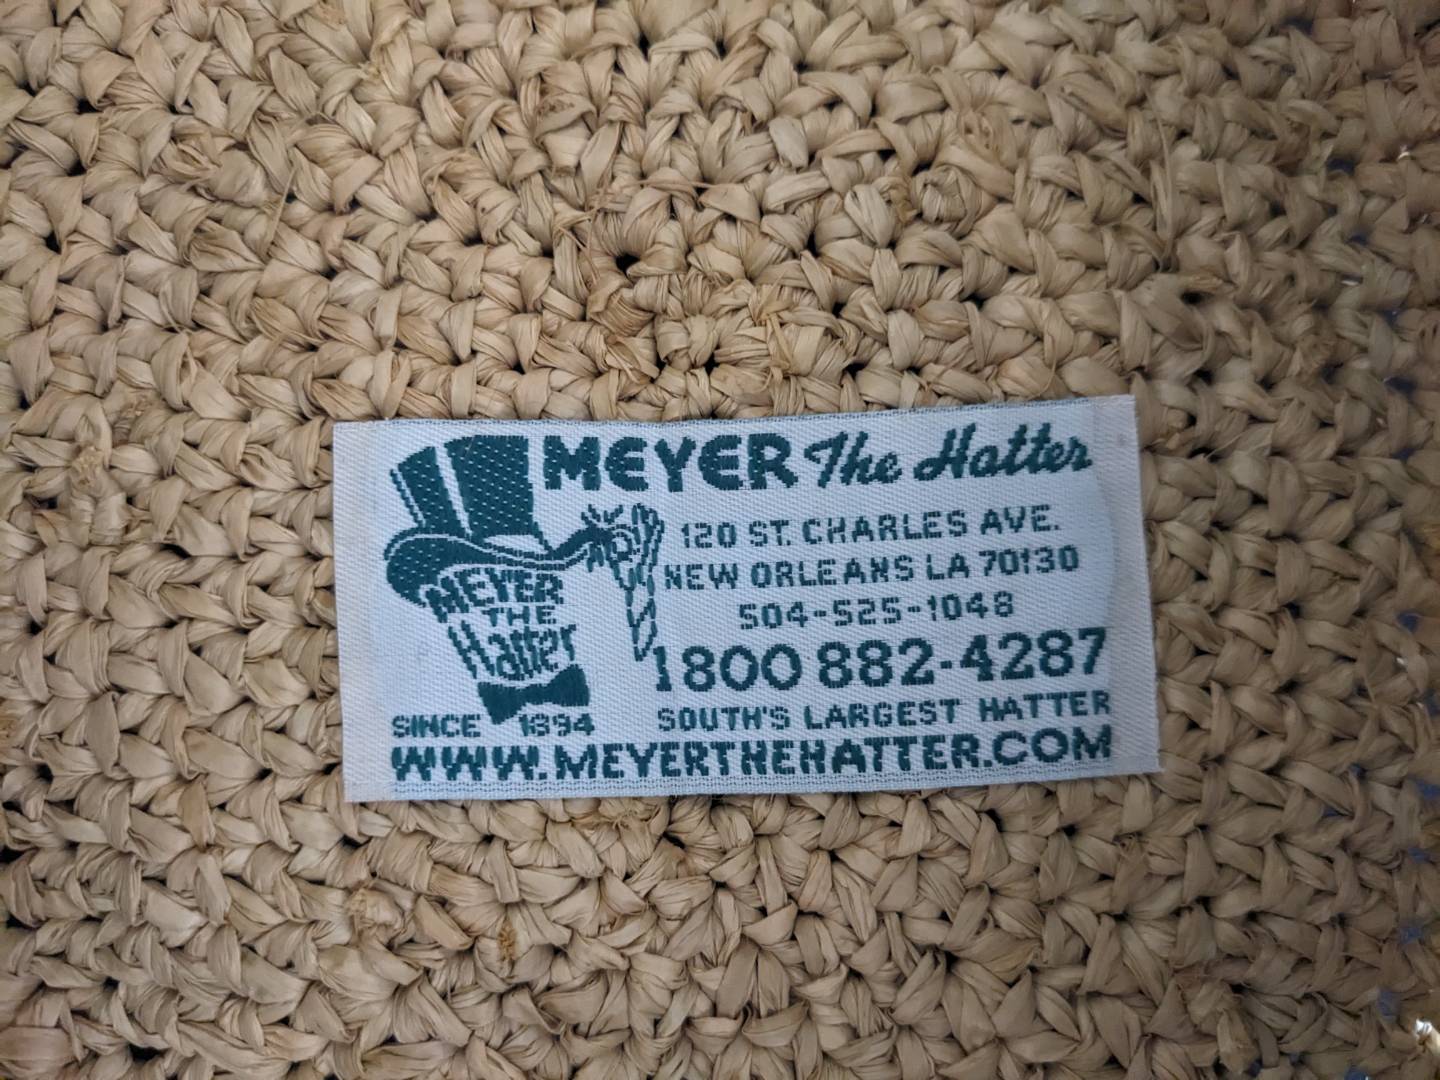 MEYER The Hatter
120 ST. CHARLES AVE.
NEW ORLEANS LA 70130
504-525-1048
1800 882-4287
SOUTH'S LARGEST HATTER
MEYER
THE
Hatter
SINCE 1894
WWW.MEYERTHEHATTER.COM